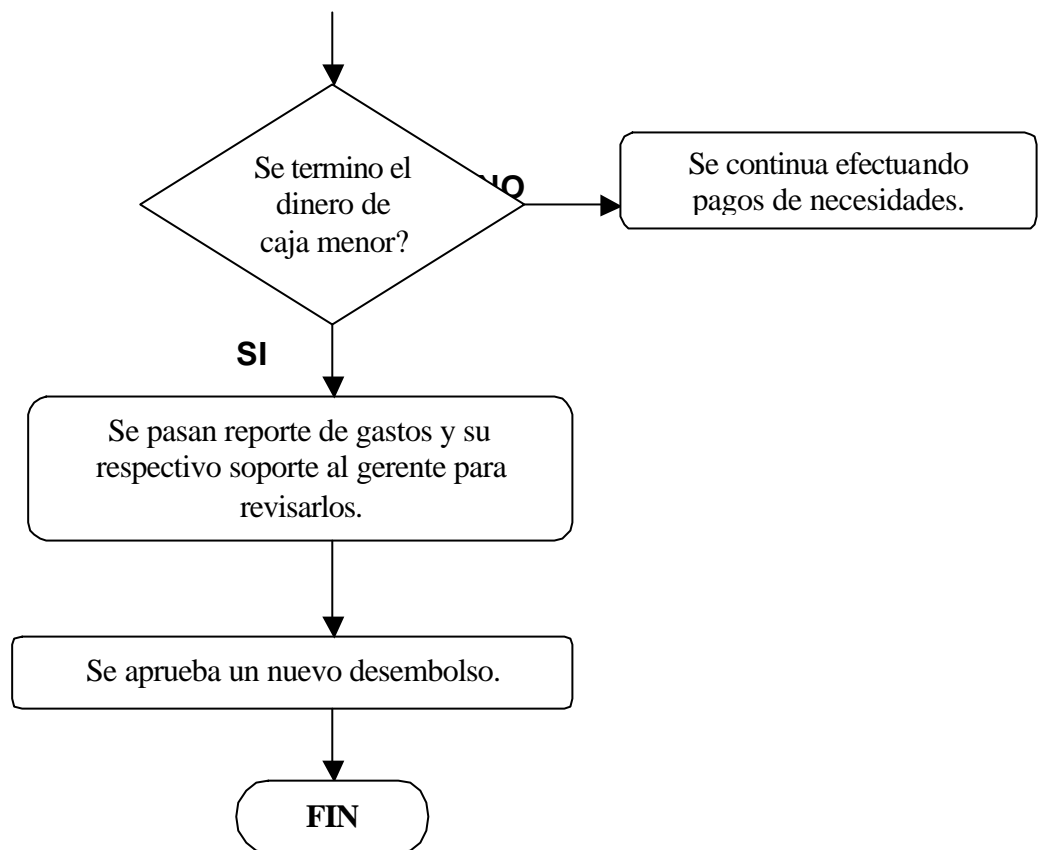 Se termino el
dinero de
caja menor?
NO
Se continua efectuando
pagos de necesidades.
SI
Se pasan reporte de gastos y su
respectivo soporte al gerente para
revisarlos.
Se aprueba un nuevo desembolso.
FIN